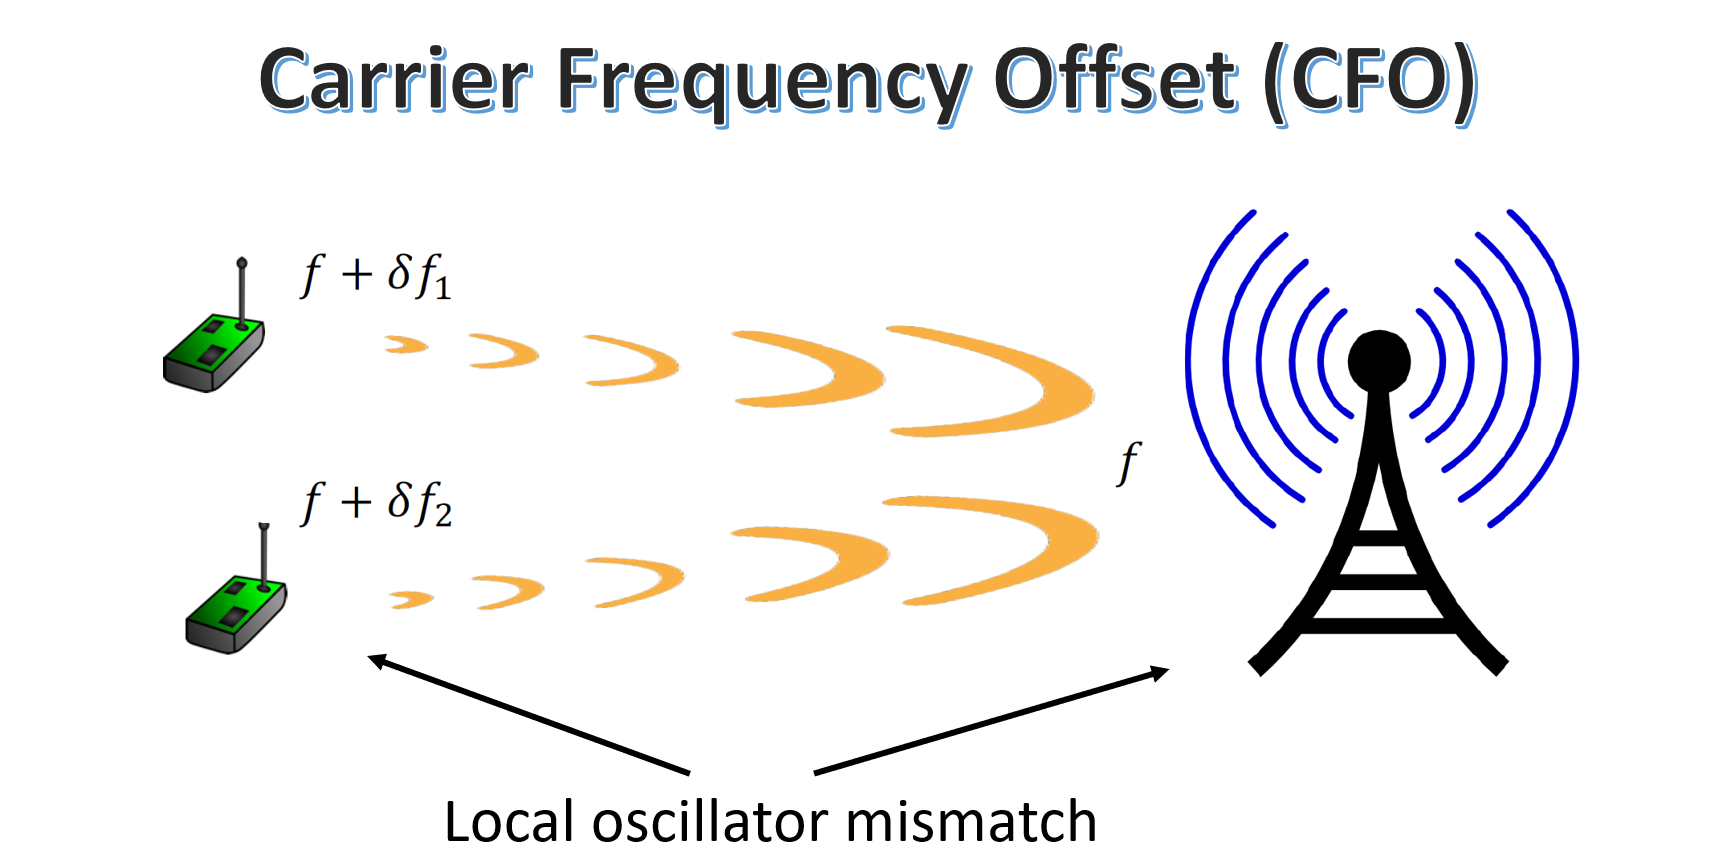 Carrier Frequency Offset (CFO)
f + δf₁
f
f + δf₂
Local oscillator mismatch